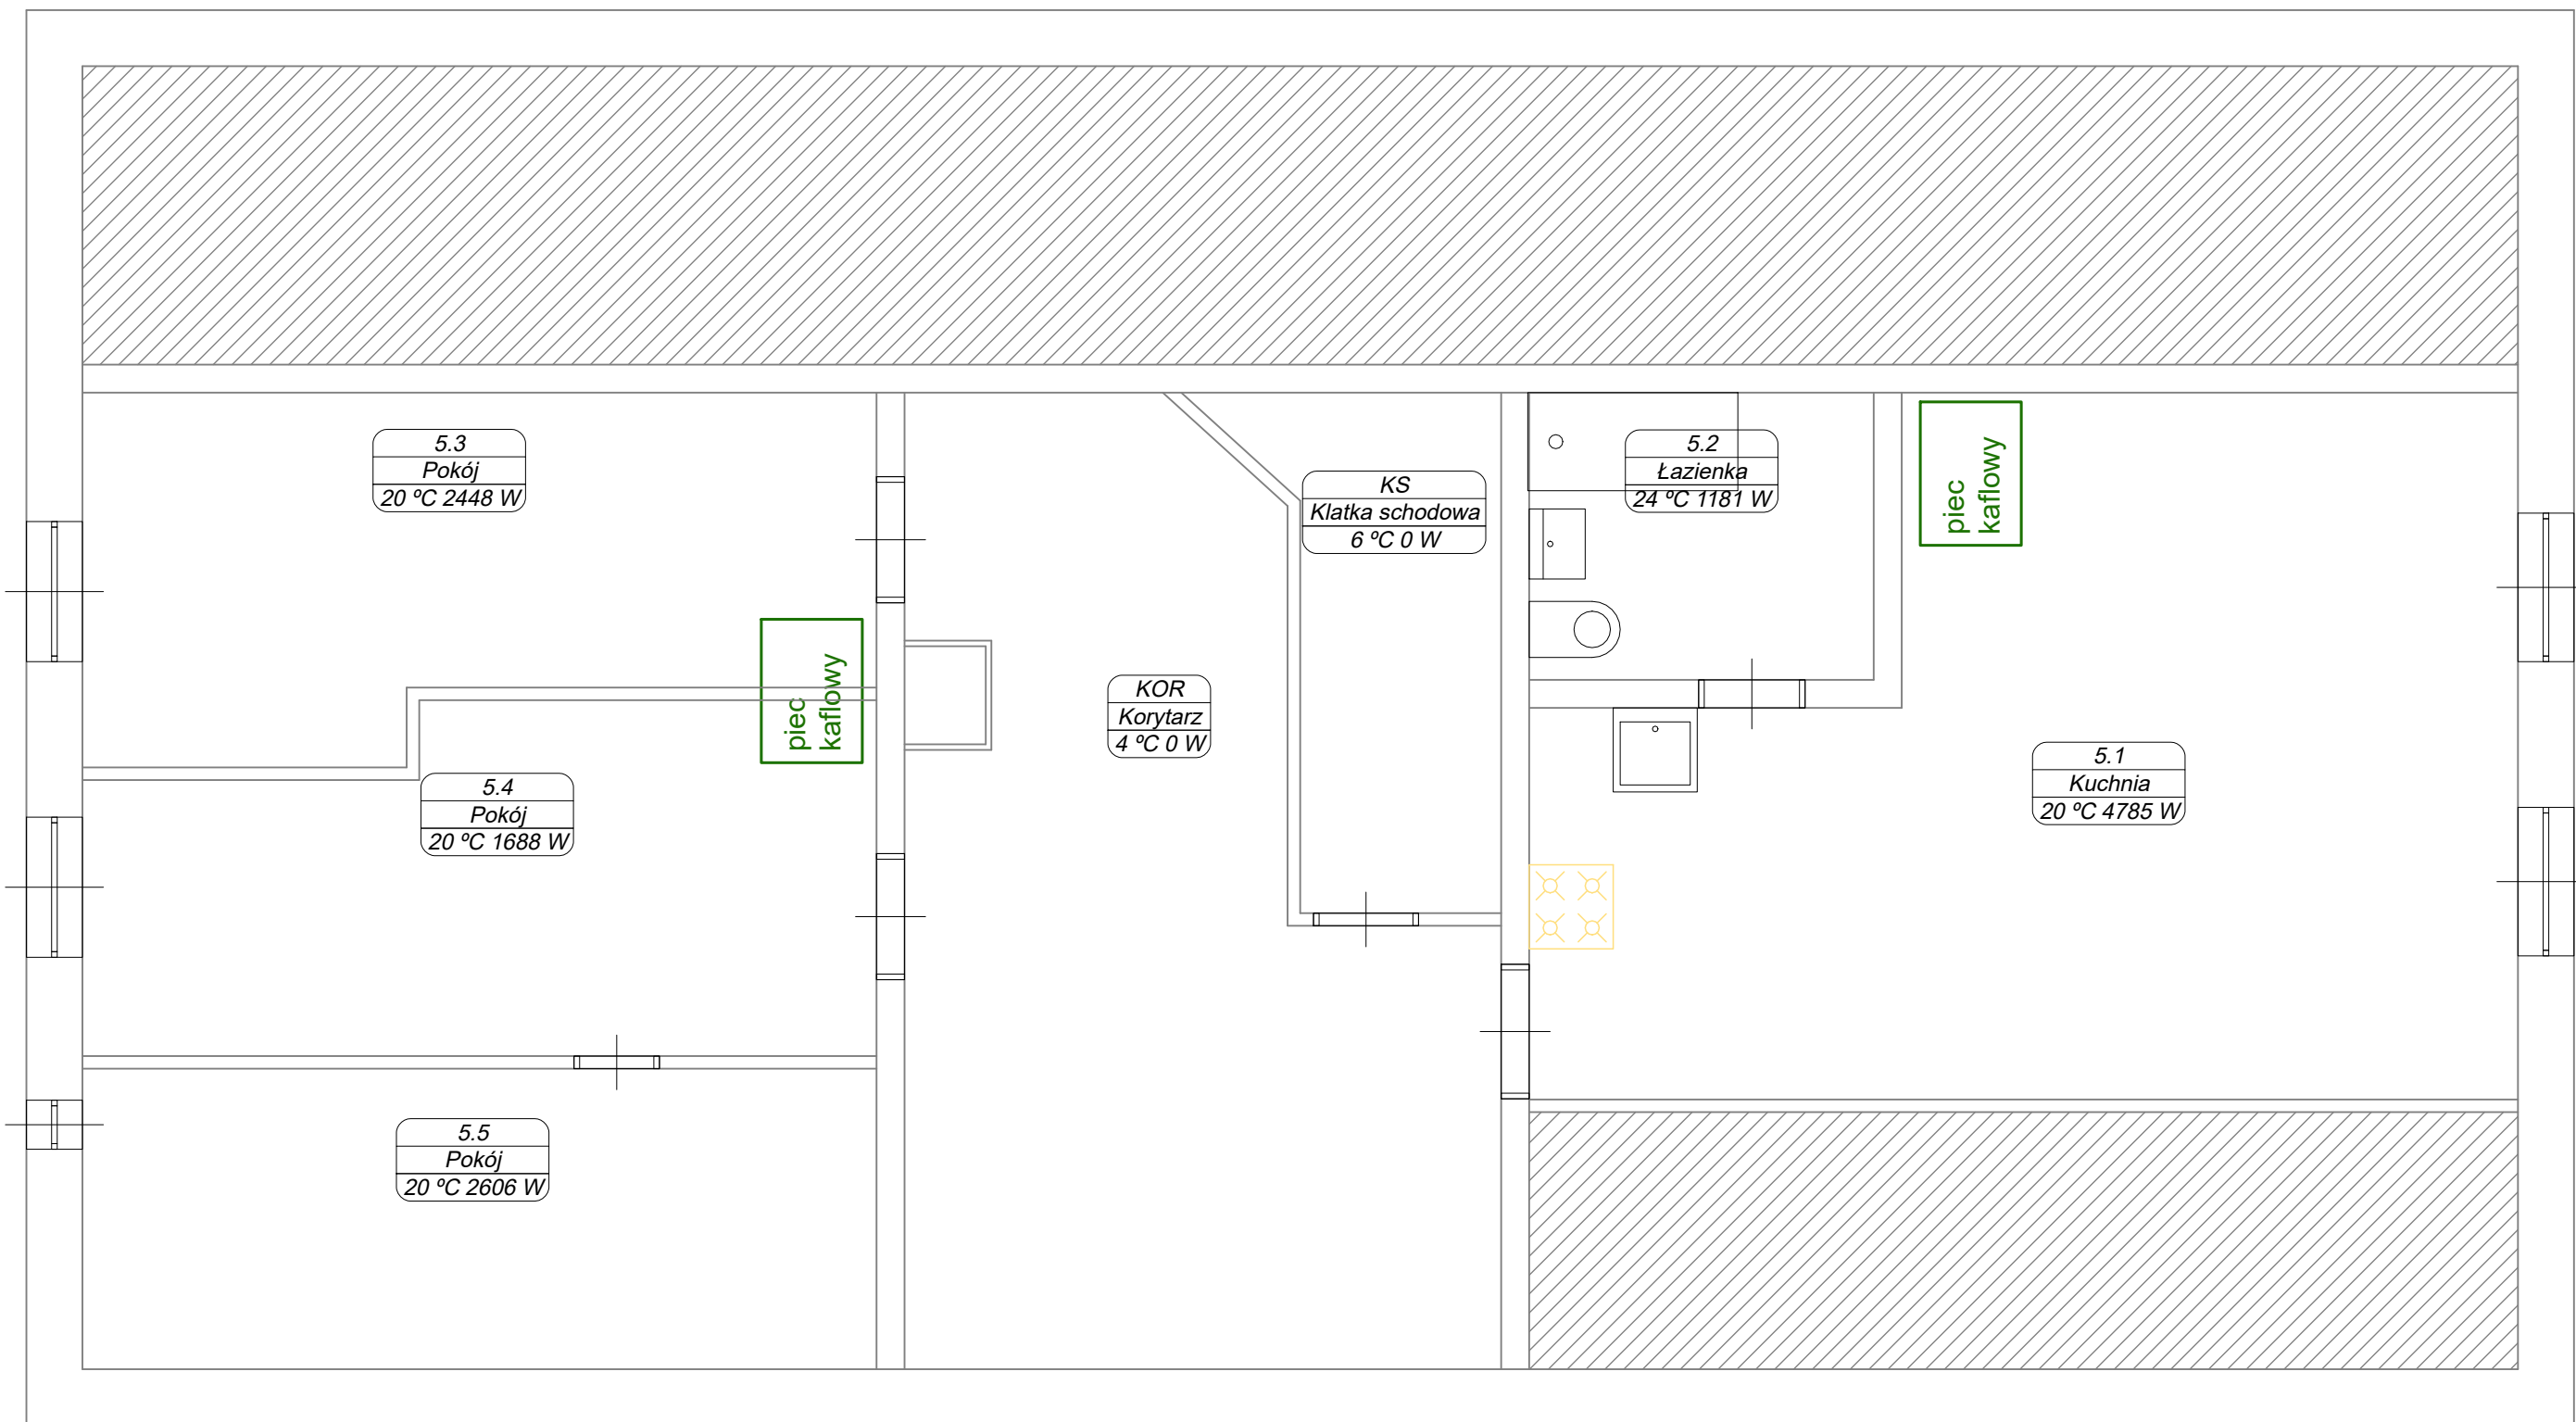 5.3
Pokój
20 ºC 2448 W
5.2
Łazienka
24 ºC 1181 W
piec
kaflowy
KS
Klatka schodowa
6 ºC 0 W
piec
kaflowy
KOR
Korytarz
4 ºC 0 W
5.1
Kuchnia
20 ºC 4785 W
5.4
Pokój
20 ºC 1688 W
5.5
Pokój
20 ºC 2606 W